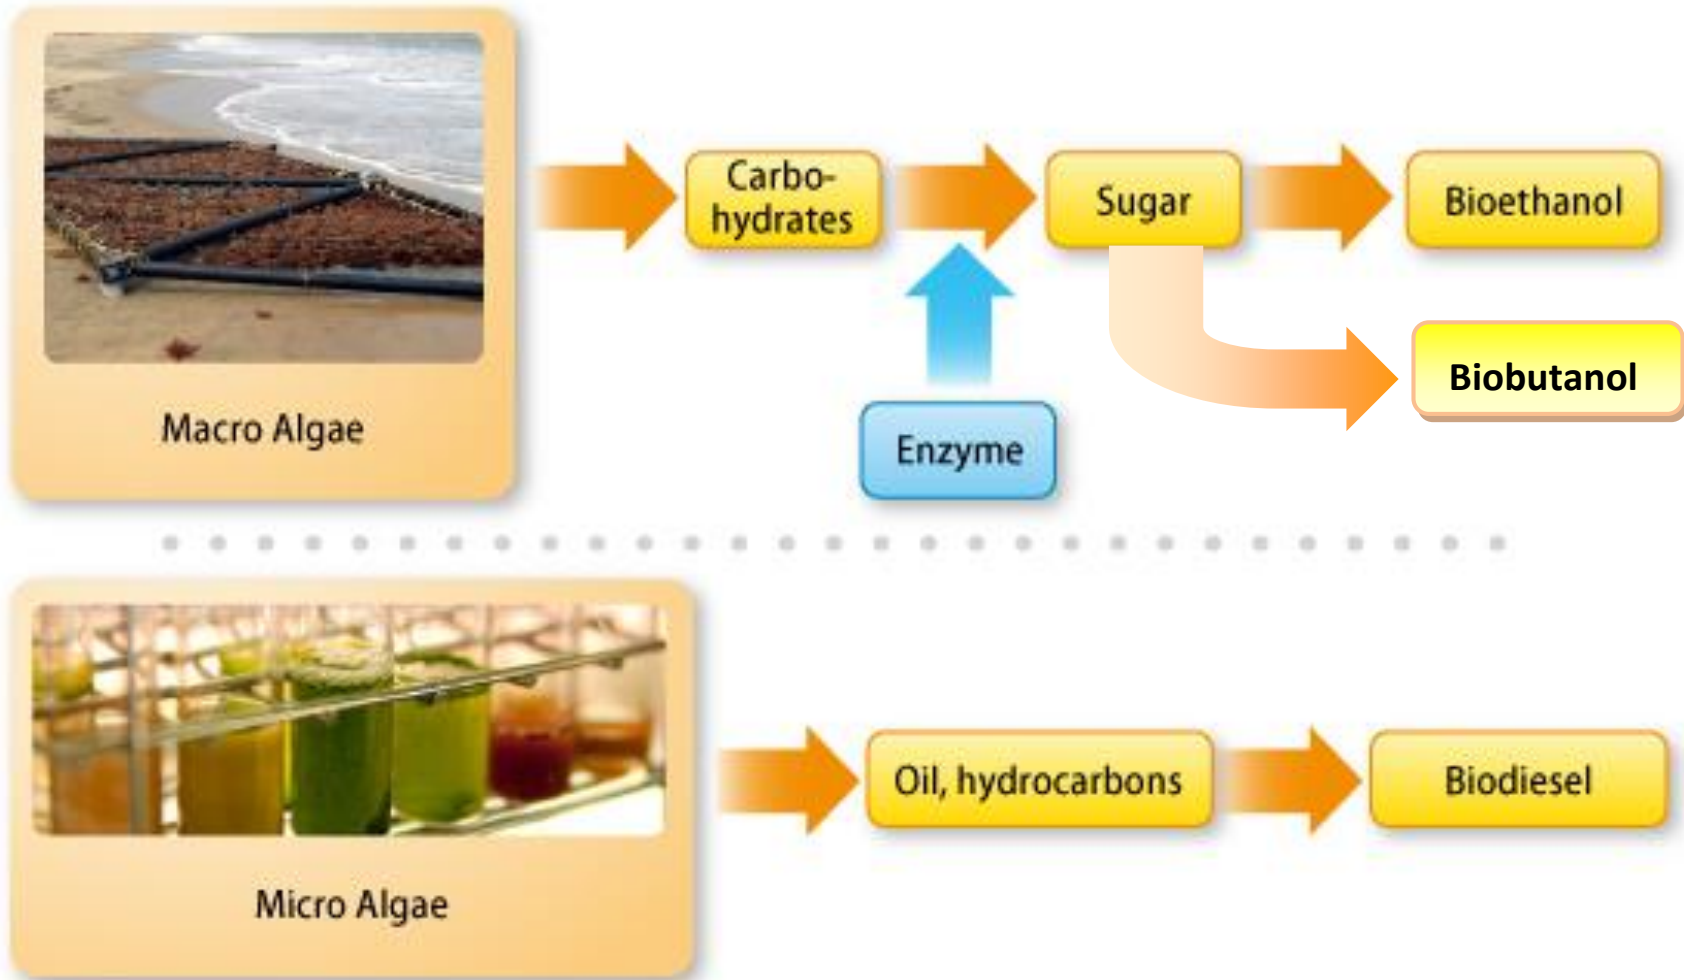 Carbo-
hydrates
Sugar
Bioethanol
Biobutanol
Macro Algae
Enzyme
Oil, hydrocarbons
Biodiesel
Micro Algae